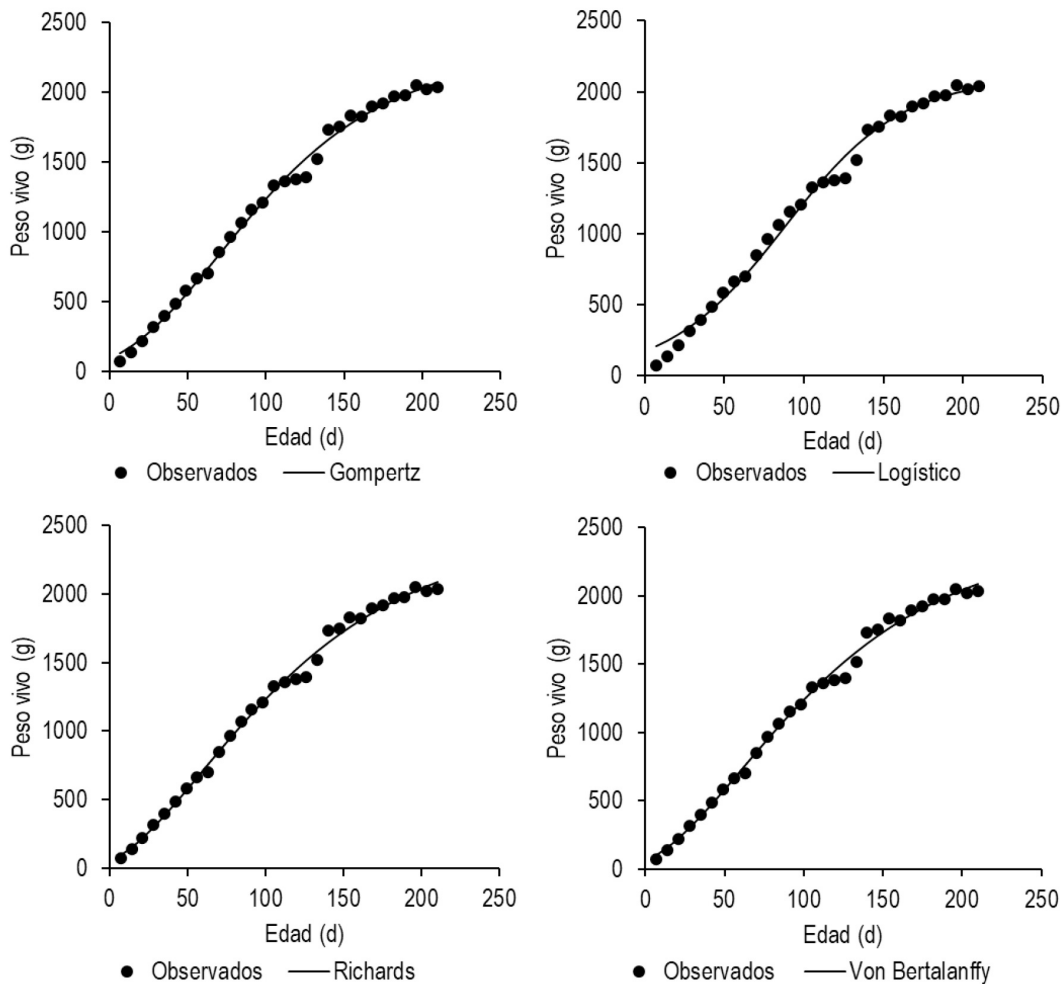 2500
2000
1500
1000
500
0
Peso vivo (g)
0 50 100 150 200 250
Edad (d)
Observados Gompertz
2500
2000
1500
1000
500
0
Peso vivo (g)
0 50 100 150 200 250
Edad (d)
Observados Logístico
2500
2000
1500
1000
500
0
Peso vivo (g)
0 50 100 150 200 250
Edad (d)
Observados Richards
2500
2000
1500
1000
500
0
Peso vivo (g)
0 50 100 150 200 250
Edad (d)
Observados Von Bertalanffy